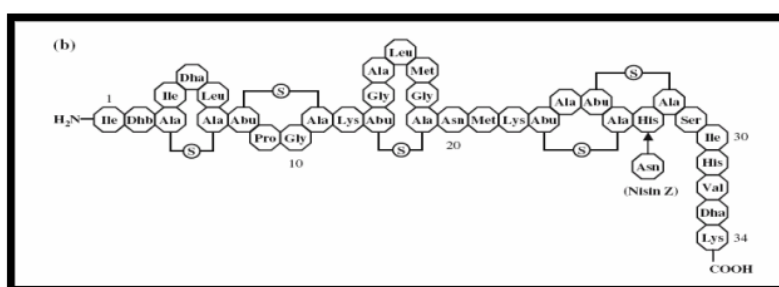 (b)
Leu
Dha Ala Met S
S
1 Ile Leu Gly Gly Ala Abu Ala
H₂N Ile Dhb Ala Ala Abu Ala Lys Abu Ala Asn Met Lys Abu Ala His Ser
Pro Gly Ile 30
S 10 S 20 S
Asn His
(Nisin Z) Val
Dha
Lys 34
COOH